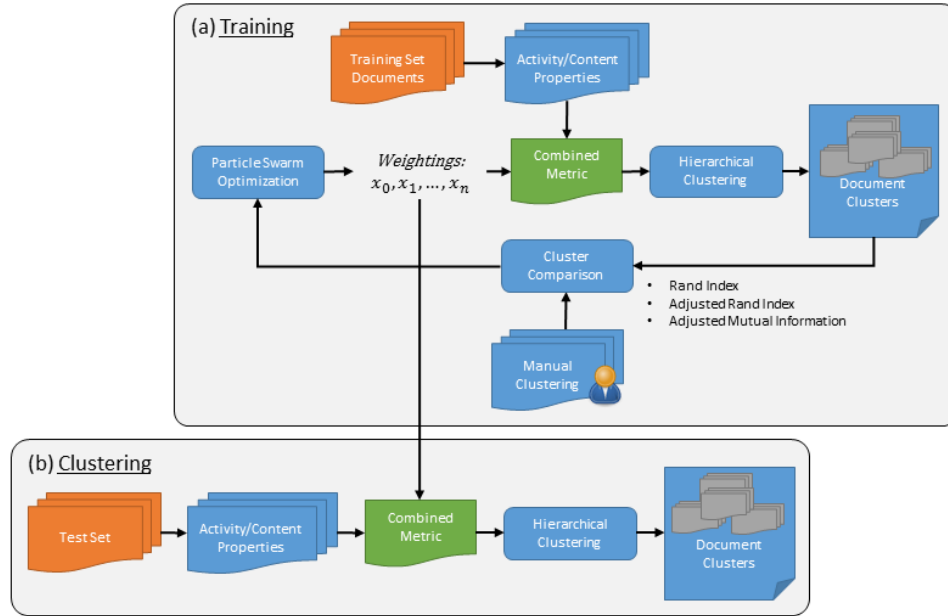 (a) Training
Training Set
Documents
Activity/Content
Properties
Particle Swarm
Optimization
Weightings:
x₀, x₁, …, xₙ
Combined
Metric
Hierarchical
Clustering
Document
Clusters
Cluster
Comparison
• Rand Index
• Adjusted Rand Index
• Adjusted Mutual Information
Manual
Clustering
(b) Clustering
Test Set
Activity/Content
Properties
Combined
Metric
Hierarchical
Clustering
Document
Clusters